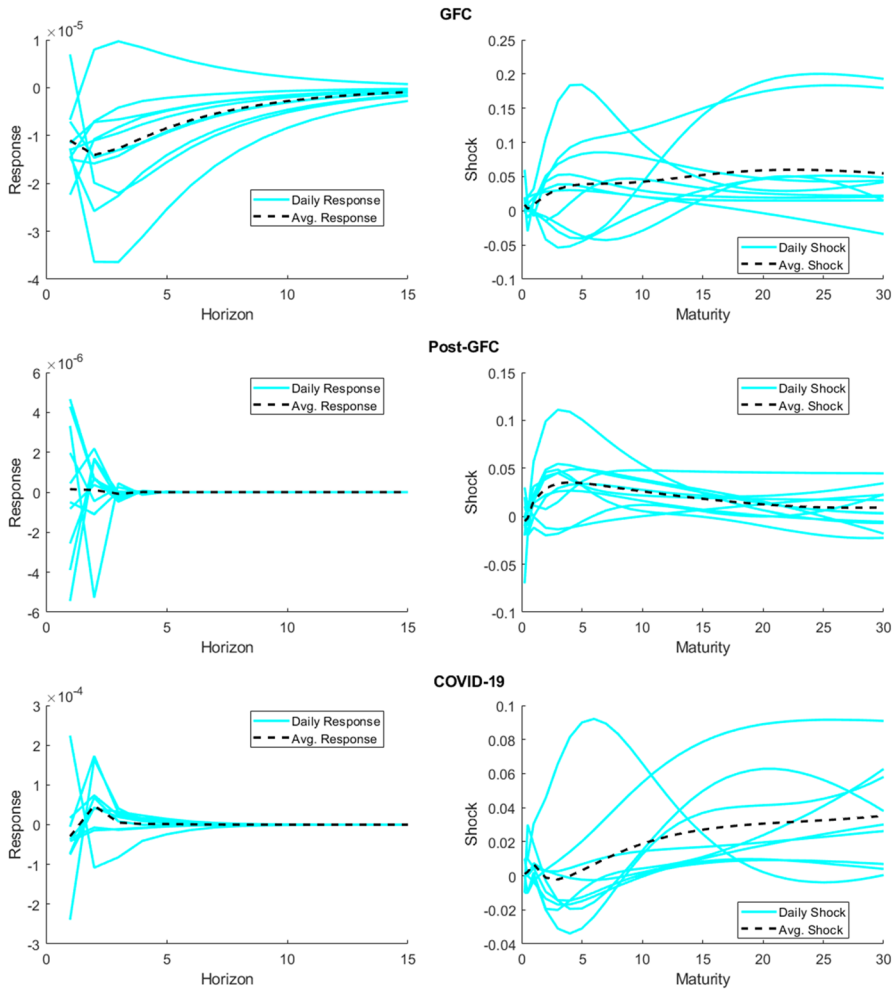 GFC
×10⁻⁵
1
0
-1
-2
-3
-4
Response
0
5
10
15
Horizon
Daily Response
Avg. Response
0.25
0.2
0.15
0.1
0.05
0
-0.05
-0.1
Shock
0
5
10
15
20
25
30
Maturity
Daily Shock
Avg. Shock
Post-GFC
×10⁻⁶
6
4
2
0
-2
-4
-6
Response
0
5
10
15
Horizon
Daily Response
Avg. Response
0.15
0.1
0.05
0
-0.05
-0.1
Shock
0
5
10
15
20
25
30
Maturity
Daily Shock
Avg. Shock
COVID-19
×10⁻⁴
3
2
1
0
-1
-2
-3
Response
0
5
10
15
Horizon
Daily Response
Avg. Response
0.1
0.08
0.06
0.04
0.02
0
-0.02
-0.04
Shock
0
5
10
15
20
25
30
Maturity
Daily Shock
Avg. Shock